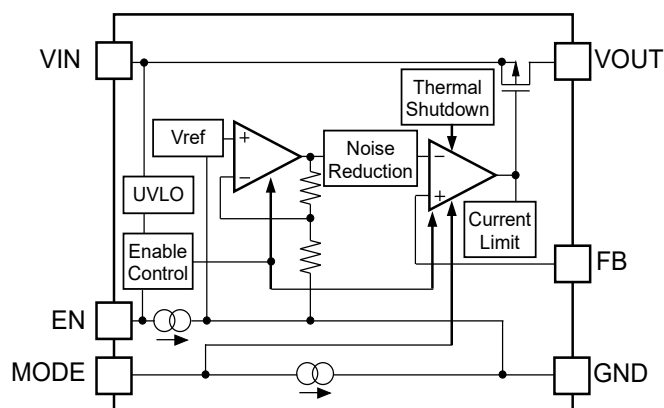 VIN
VOUT
Thermal
Shutdown
Vref
+
−
Noise
Reduction
−
+
UVLO
Current
Limit
Enable
Control
FB
EN
MODE
GND